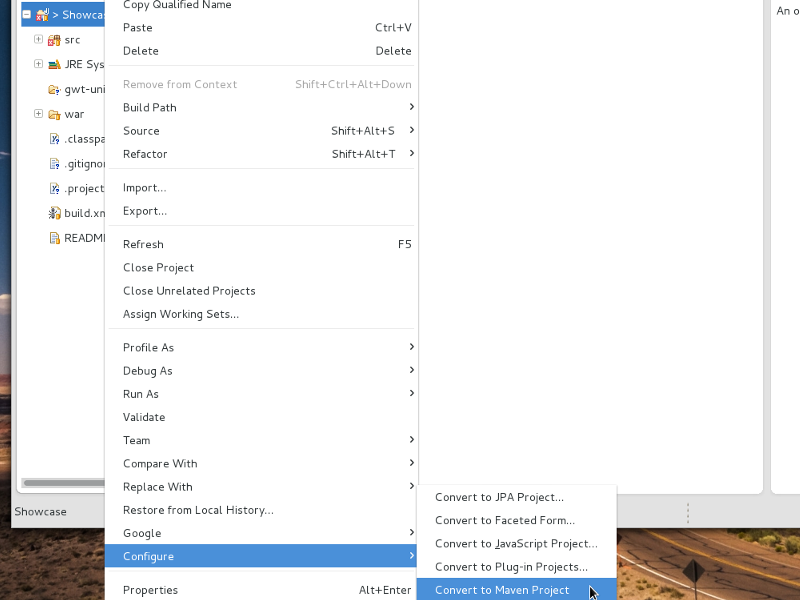 Copy Qualified Name
Paste Ctrl+V
Delete Delete
Remove from Context Shift+Ctrl+Alt+Down
Build Path
Source Shift+Alt+S
Refactor Shift+Alt+T
Import...
Export...
Refresh F5
Close Project
Close Unrelated Projects
Assign Working Sets...
Profile As
Debug As
Run As
Validate
Team
Compare With
Replace With
Restore from Local History...
Google
Configure
Properties Alt+Enter
Convert to JPA Project...
Convert to Faceted Form...
Convert to JavaScript Project...
Convert to Plug-in Projects...
Convert to Maven Project
> Showcas
src
JRE Sys
gwt-uni
war
.classpa
.gitignor
.project
build.xm
READM
Showcase
An o